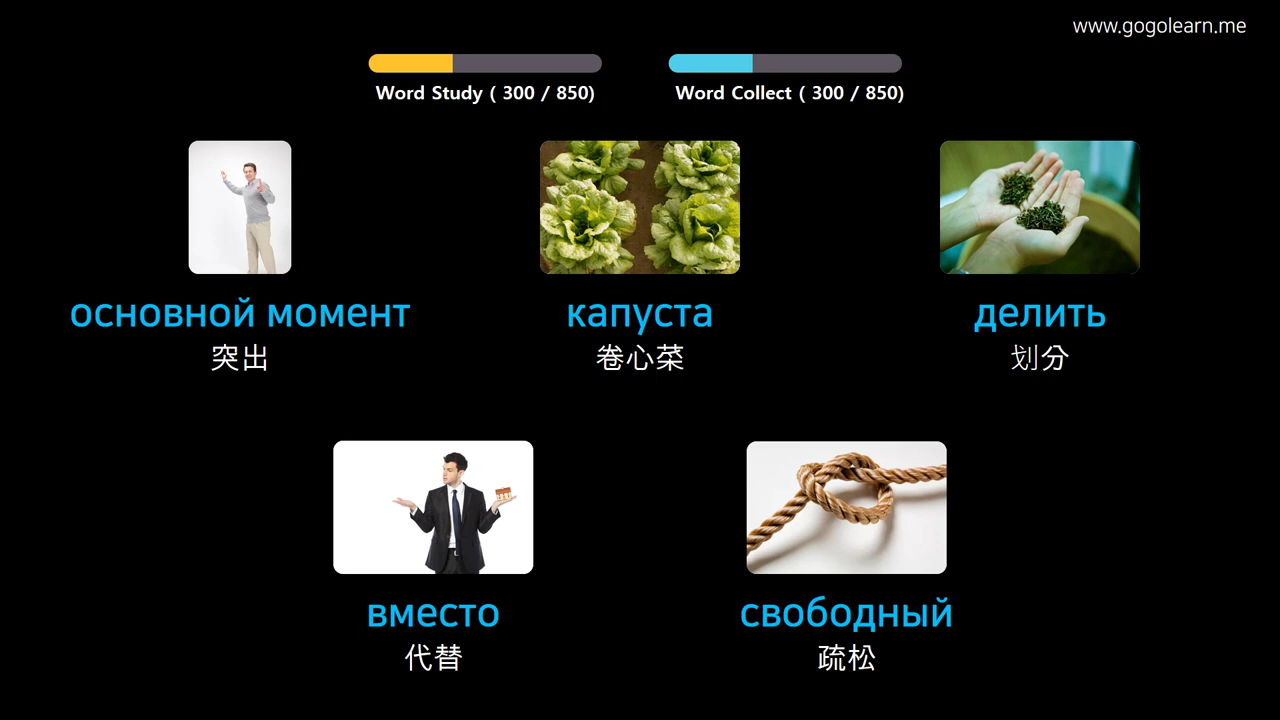 www.gogolearn.me
Word Study ( 300 / 850)
Word Collect ( 300 / 850)
основной момент
突出
капуста
卷心菜
делить
划分
вместо
代替
свободный
疏松